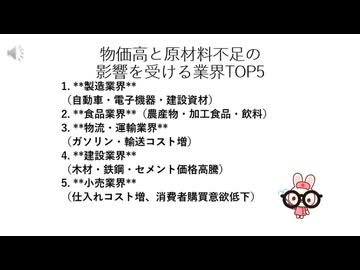 物価高と原材料不足の
影響を受ける業界TOP5
1. **製造業界**
（自動車・電子機器・建設資材）
2. **食品業界**（農産物・加工食品・飲料）
3. **物流・運輸業界**
（ガソリン・輸送コスト増）
4. **建設業界**
（木材・鉄鋼・セメント価格高騰）
5. **小売業界**
（仕入れコスト増、消費者購買意欲低下）